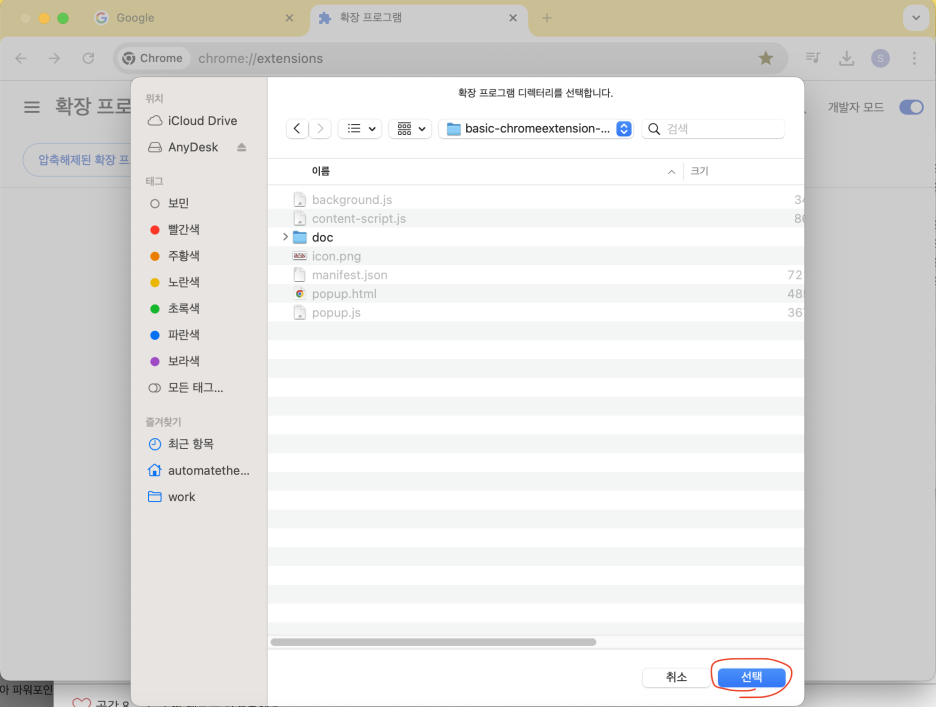 Google
확장 프로그램
Chrome
chrome://extensions
확장 프로
개발자 모드
압축해제된 확장 프
확장 프로그램 디렉터리를 선택합니다.
위치
iCloud Drive
AnyDesk
태그
보민
빨간색
주황색
노란색
초록색
파란색
보라색
모든 태그...
즐겨찾기
최근 항목
automatethe...
work
basic-chromeextension-...
검색
이름
크기
background.js 34
content-script.js 80
doc
icon.png
manifest.json 72
popup.html 48
popup.js 36
취소
선택
아 파워포인
S